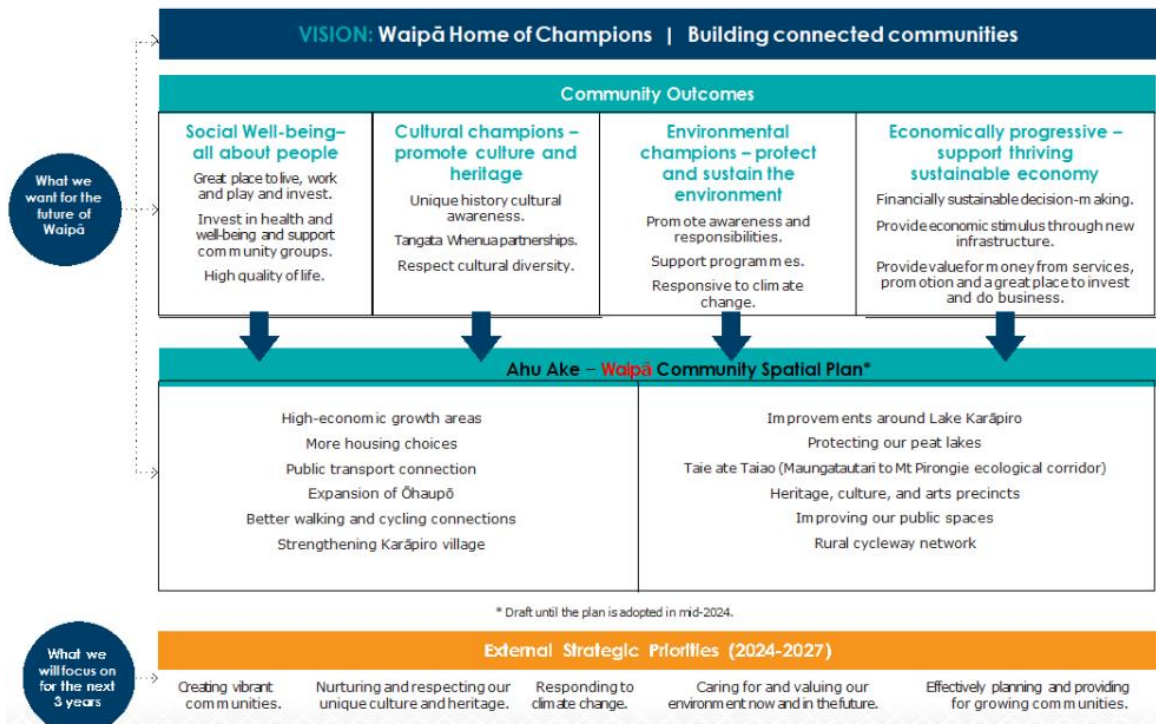 VISION: Waipā Home of Champions | Building connected communities
Community Outcomes
What we
want for the
future of
Waipā
Social Well-being–
all about people
Great place to live, work
and play and invest.
Invest in health and
well-being and support
community groups.
High quality of life.
Cultural champions –
promote culture and
heritage
Unique history cultural
awareness.
Tangata Whenua partnerships.
Respect cultural diversity.
Environmental
champions – protect
and sustain the
environment
Promote awareness and
responsibilities.
Support programmes.
Responsive to climate
change.
Economically progressive –
support thriving
sustainable economy
Financially sustainable decision-making.
Provide economic stimulus through new
infrastructure.
Provide value for money from services,
promotion and a great place to invest
and do business.
Ahu Ake – Waipā Community Spatial Plan*
High-economic growth areas
More housing choices
Public transport connection
Expansion of Ōhaupō
Better walking and cycling connections
Strengthening Karāpiro village
Improvements around Lake Karāpiro
Protecting our peat lakes
Taie ate Taiao (Maungatautari to Mt Pirongie ecological corridor)
Heritage, culture, and arts precincts
Improving our public spaces
Rural cycleway network
* Draft until the plan is adopted in mid-2024.
What we
will focus on
for the next
3 years
External Strategic Priorities (2024-2027)
Creating vibrant
communities.
Nurturing and respecting our
unique culture and heritage.
Responding to
climate change.
Caring for and valuing our
environment now and in the future.
Effectively planning and providing
for growing communities.